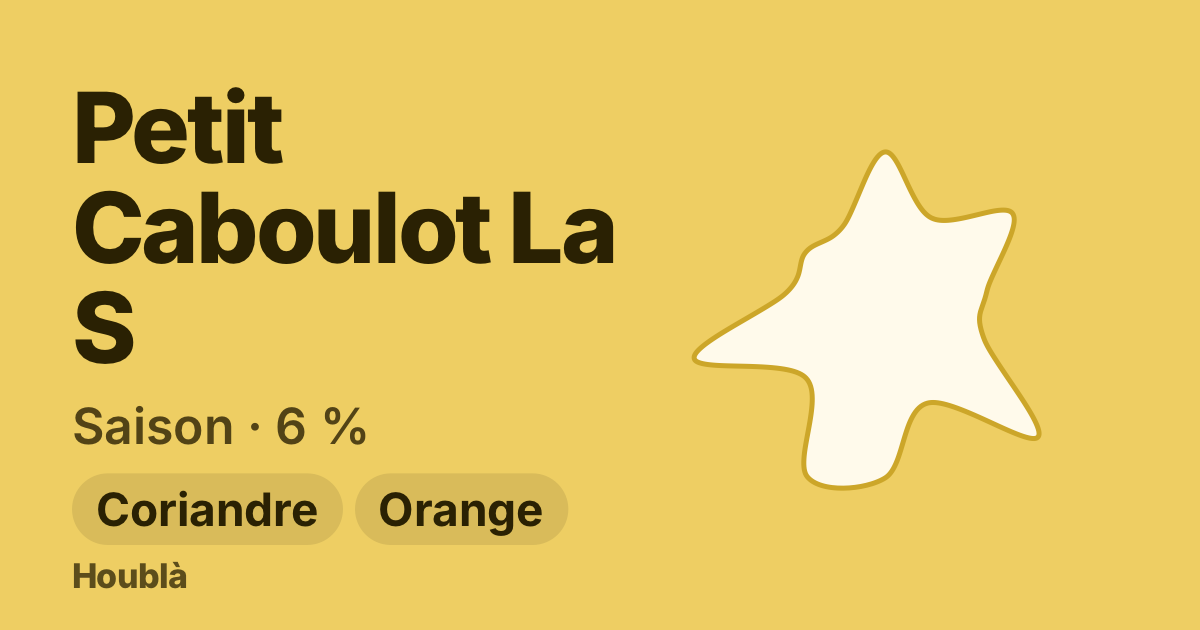 Petit
Caboulot La
S
Saison · 6 %
Coriandre Orange
Houblà